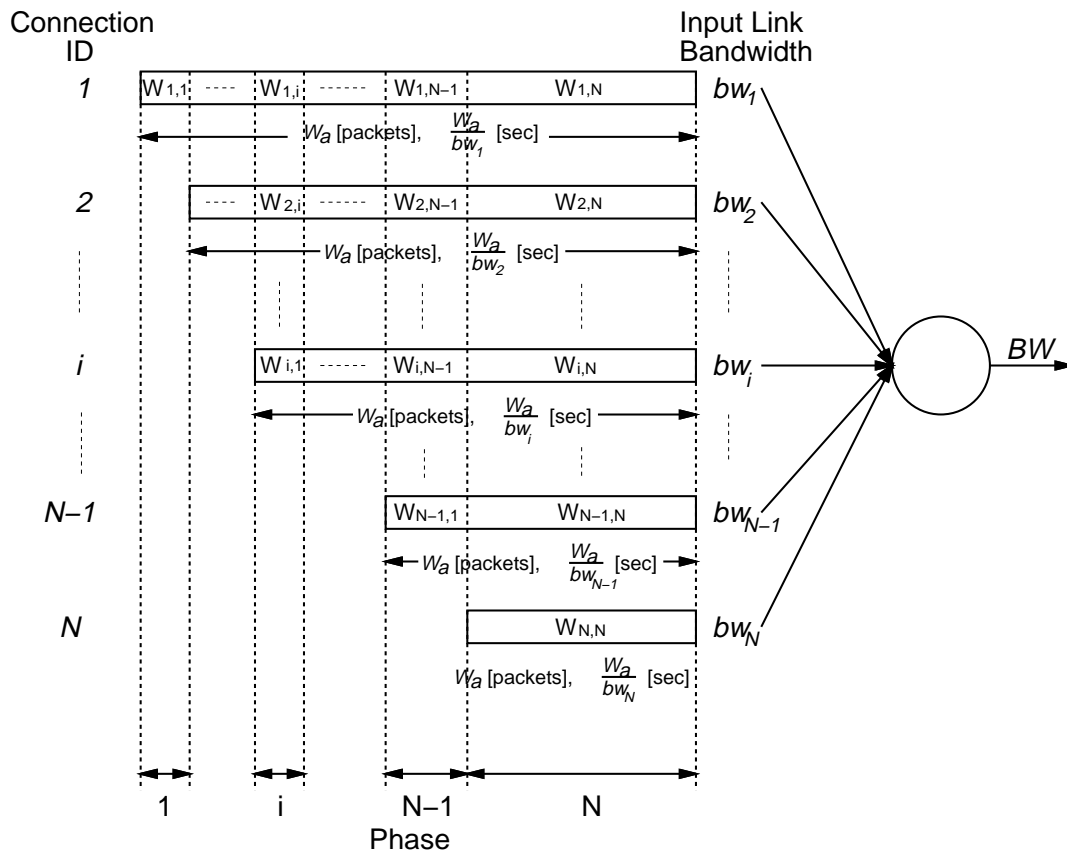 Connection ID
Input Link Bandwidth
1 W1,1 W1,i W1,N−1 W1,N bw1
Wa [packets], Wa/bw1 [sec]
2 W2,i W2,N−1 W2,N bw2
Wa [packets], Wa/bw2 [sec]
i Wi,1 Wi,N−1 Wi,N bwi BW
Wa [packets], Wa/bwi [sec]
N−1 WN−1,1 WN−1,N bwN−1
Wa [packets], Wa/bwN−1 [sec]
N WN,N bwN
Wa [packets], Wa/bwN [sec]
1 i N−1 N
Phase